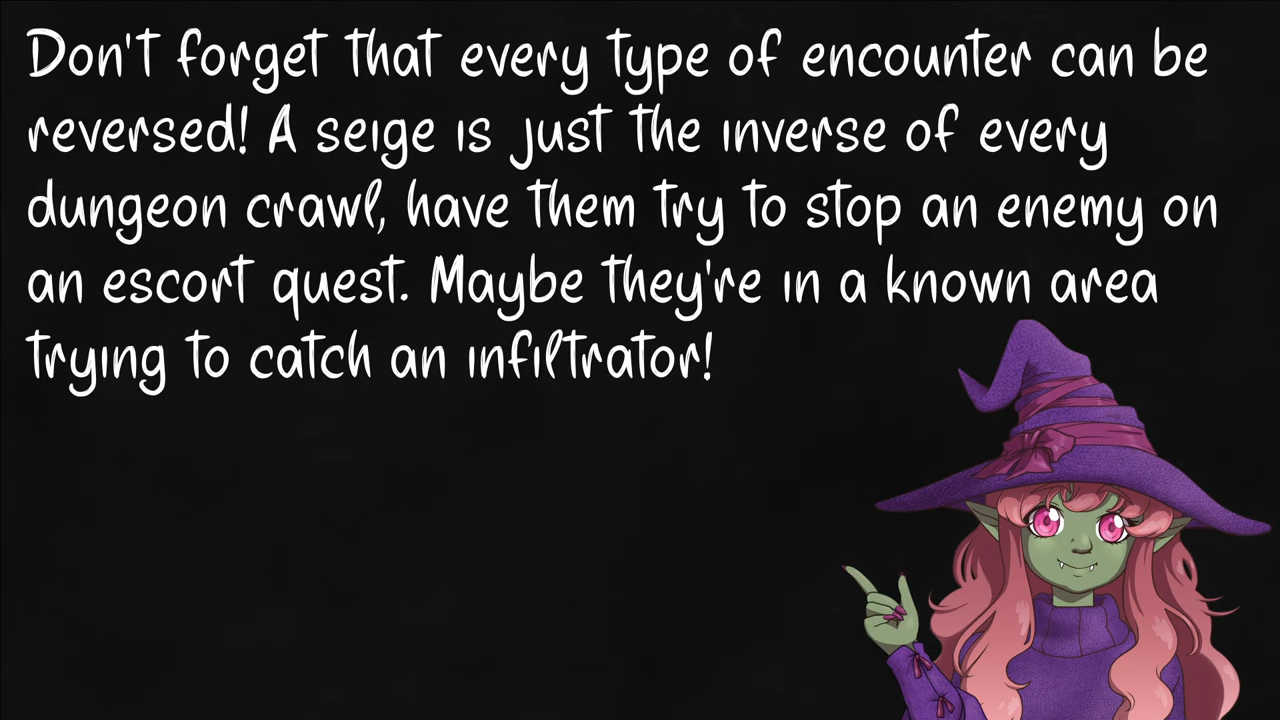 Don't forget that every type of encounter can be
reversed! A seige is just the inverse of every
dungeon crawl, have them try to stop an enemy on
an escort quest. Maybe they're in a known area
trying to catch an infiltrator!